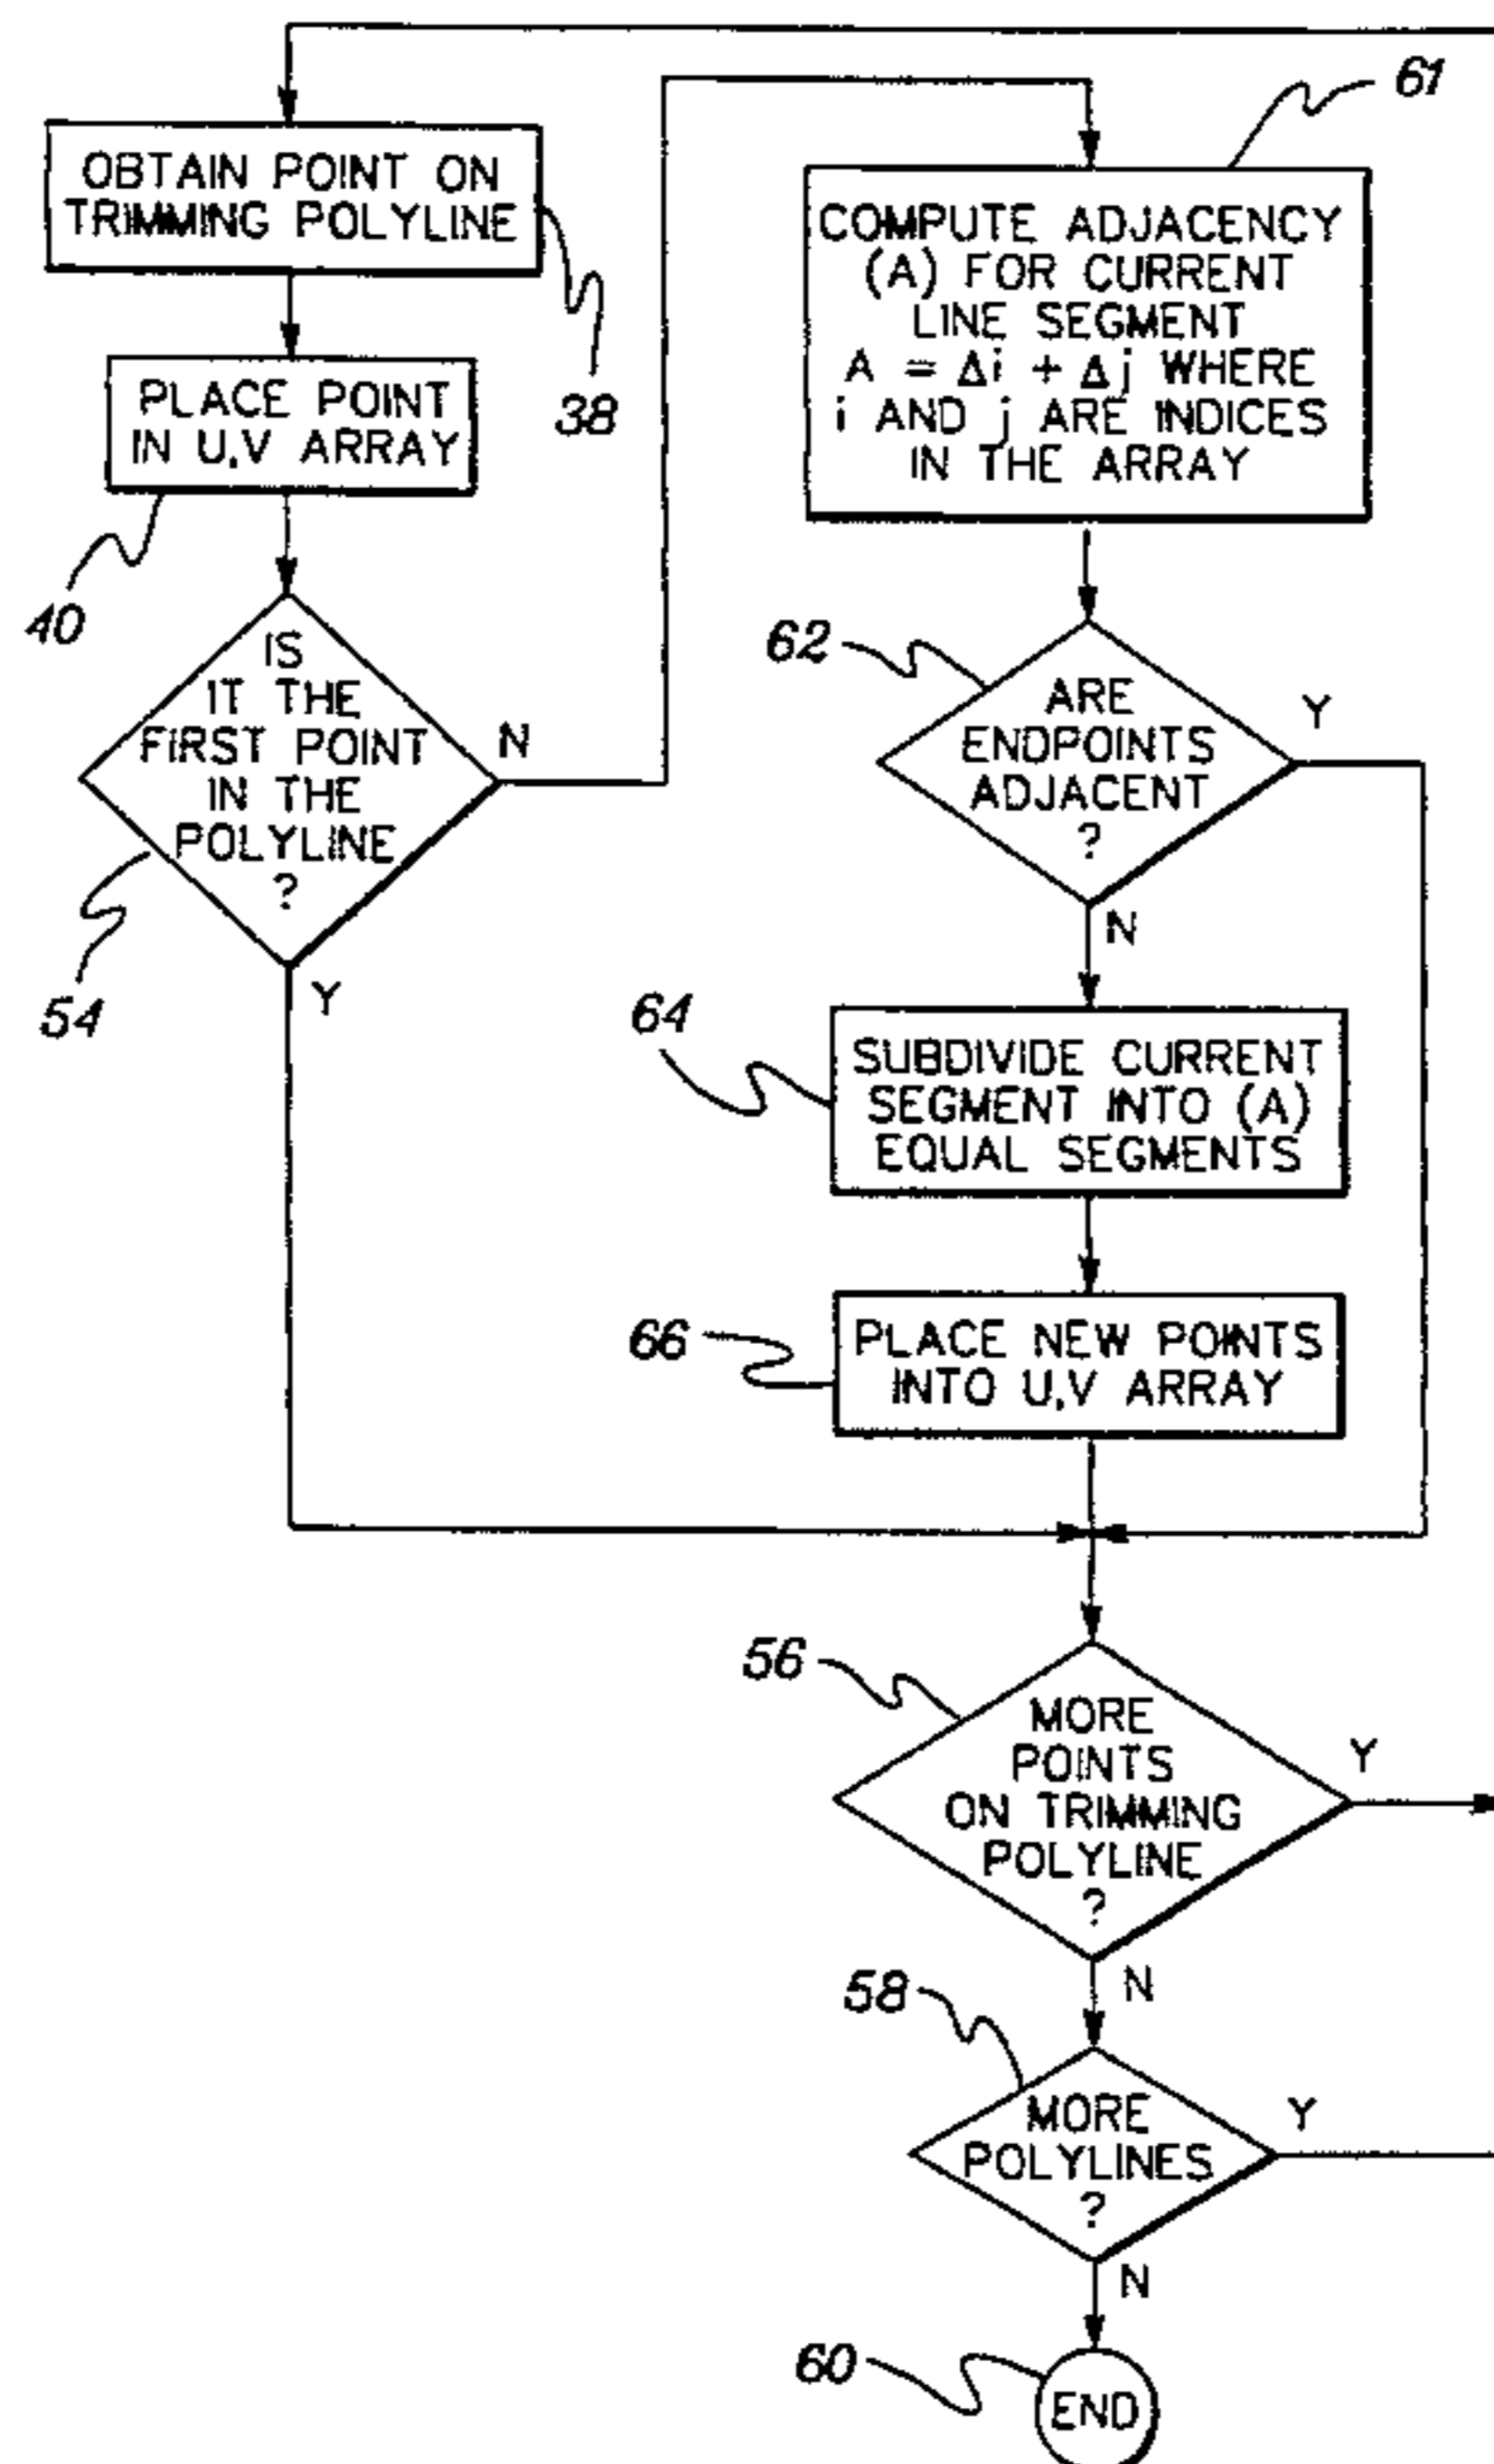 61
OBTAIN POINT ON
TRIMMING POLYLINE
38
PLACE POINT
IN U,V ARRAY
40
IS
IT THE
FIRST POINT
IN THE
POLYLINE
?
N
Y
54
COMPUTE ADJACENCY
(A) FOR CURRENT
LINE SEGMENT
A = Δi + Δj WHERE
i AND j ARE INDICES
IN THE ARRAY
62
ARE
ENDPOINTS
ADJACENT
?
Y
N
64
SUBDIVIDE CURRENT
SEGMENT INTO (A)
EQUAL SEGMENTS
66
PLACE NEW POINTS
INTO U,V ARRAY
56
MORE
POINTS
ON TRIMMING
POLYLINE
?
Y
N
58
MORE
POLYLINES
?
Y
N
60
END